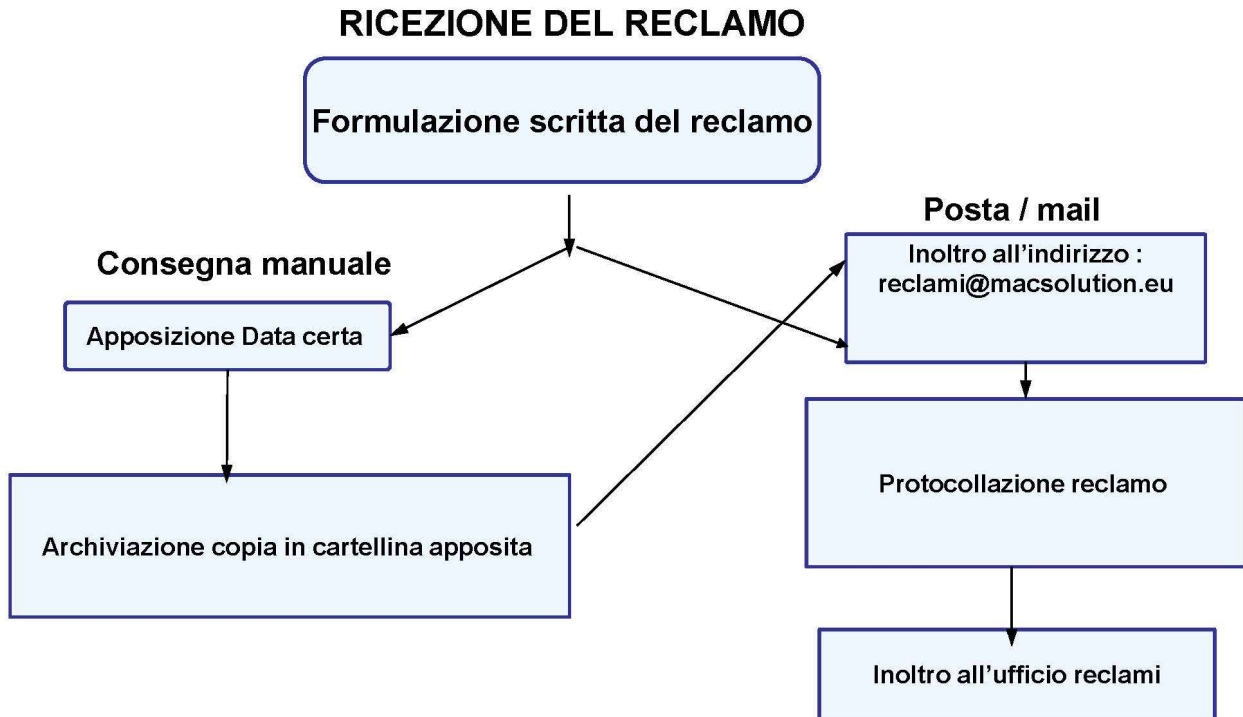 RICEZIONE DEL RECLAMO
Formulazione scritta del reclamo
Consegna manuale
Apposizione Data certa
Archiviazione copia in cartellina apposita
Posta / mail
Inoltro all’indirizzo :
reclami@macsolution.eu
Protocollazione reclamo
Inoltro all’ufficio reclami